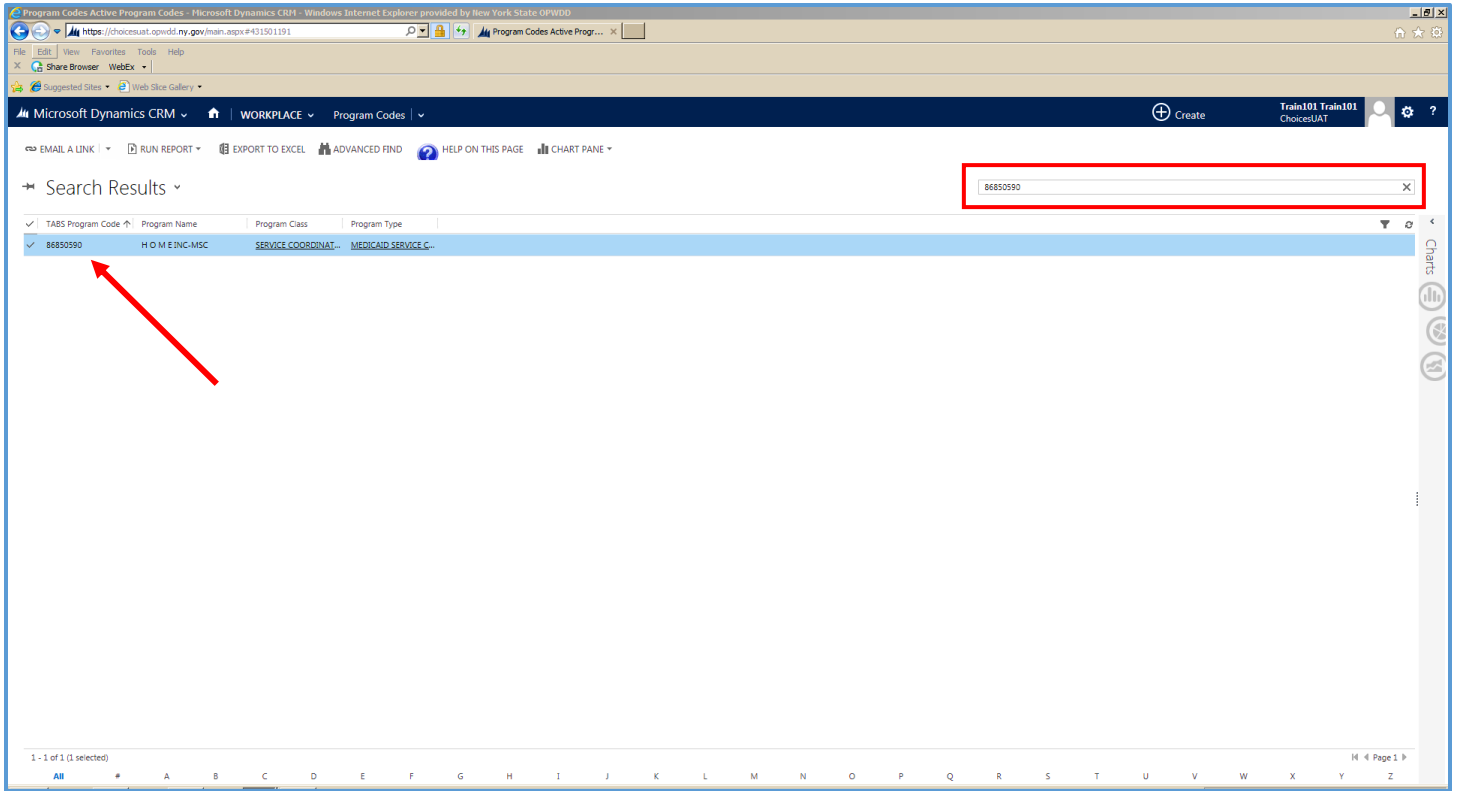 Program Codes Active Program Codes - Microsoft Dynamics CRM - Windows Internet Explorer provided by New York State OPWDD
https://choicesuat.opwdd.ny.gov/main.aspx#431501191
Program Codes Active Progr...
File Edit View Favorites Tools Help
X Share Browser WebEx
Suggested Sites Web Slice Gallery
Microsoft Dynamics CRM WORKPLACE Program Codes Create Train101 Train101
ChoicesUAT
?
EMAIL A LINK RUN REPORT EXPORT TO EXCEL ADVANCED FIND ? HELP ON THIS PAGE CHART PANE
Search Results 86850590
TABS Program Code Program Name Program Class Program Type
86850590 H O M E INC-MSC SERVICE COORDINAT... MEDICAID SERVICE C...
Charts
1 - 1 of 1 (1 selected) Page 1
All # A B C D E F G H I J K L M N O P Q R S T U V W X Y Z